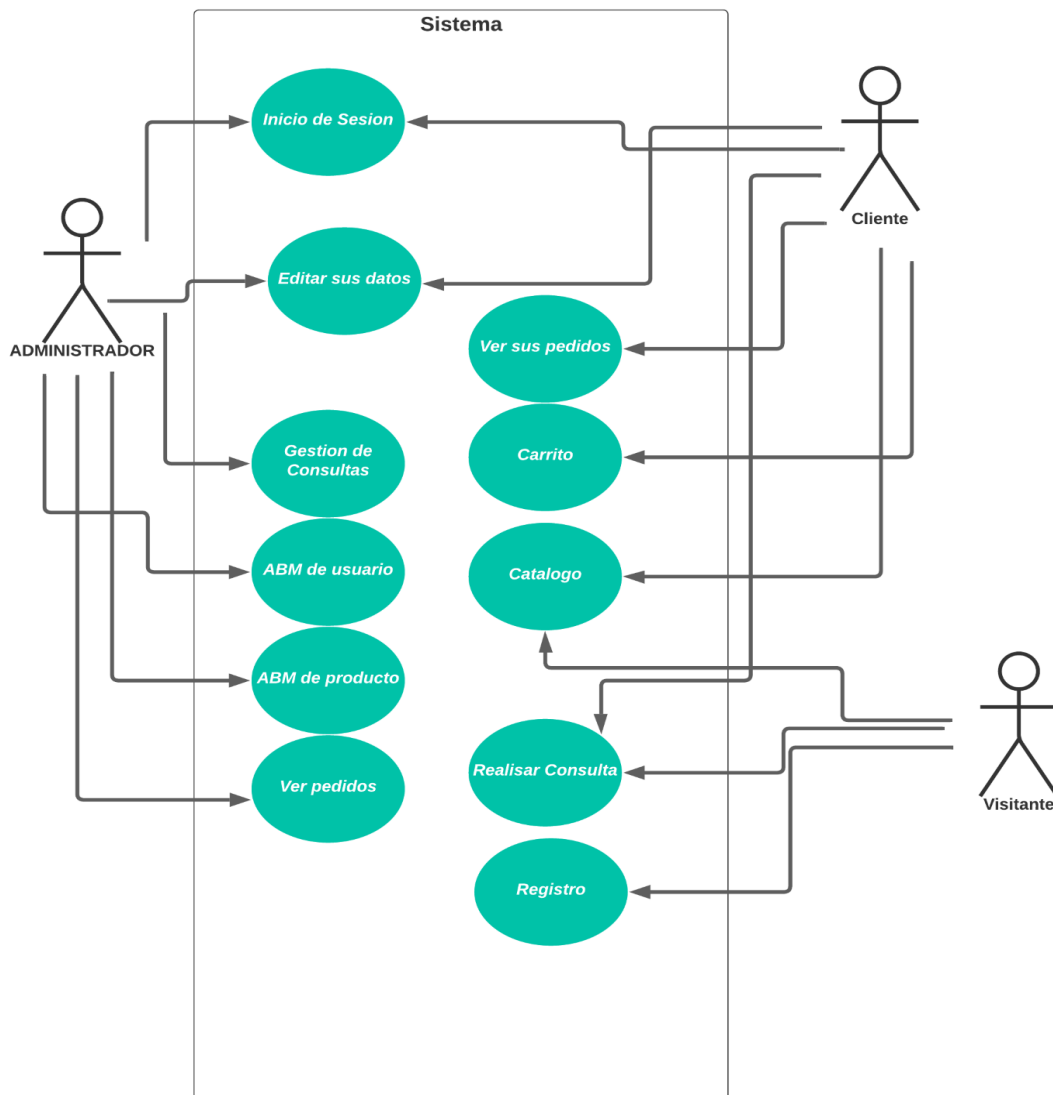 Sistema
Inicio de Sesion
Cliente
Editar sus datos
ADMINISTRADOR
Ver sus pedidos
Gestion de
Consultas
Carrito
ABM de usuario
Catalogo
ABM de producto
Ver pedidos
Realisar Consulta
Visitante
Registro